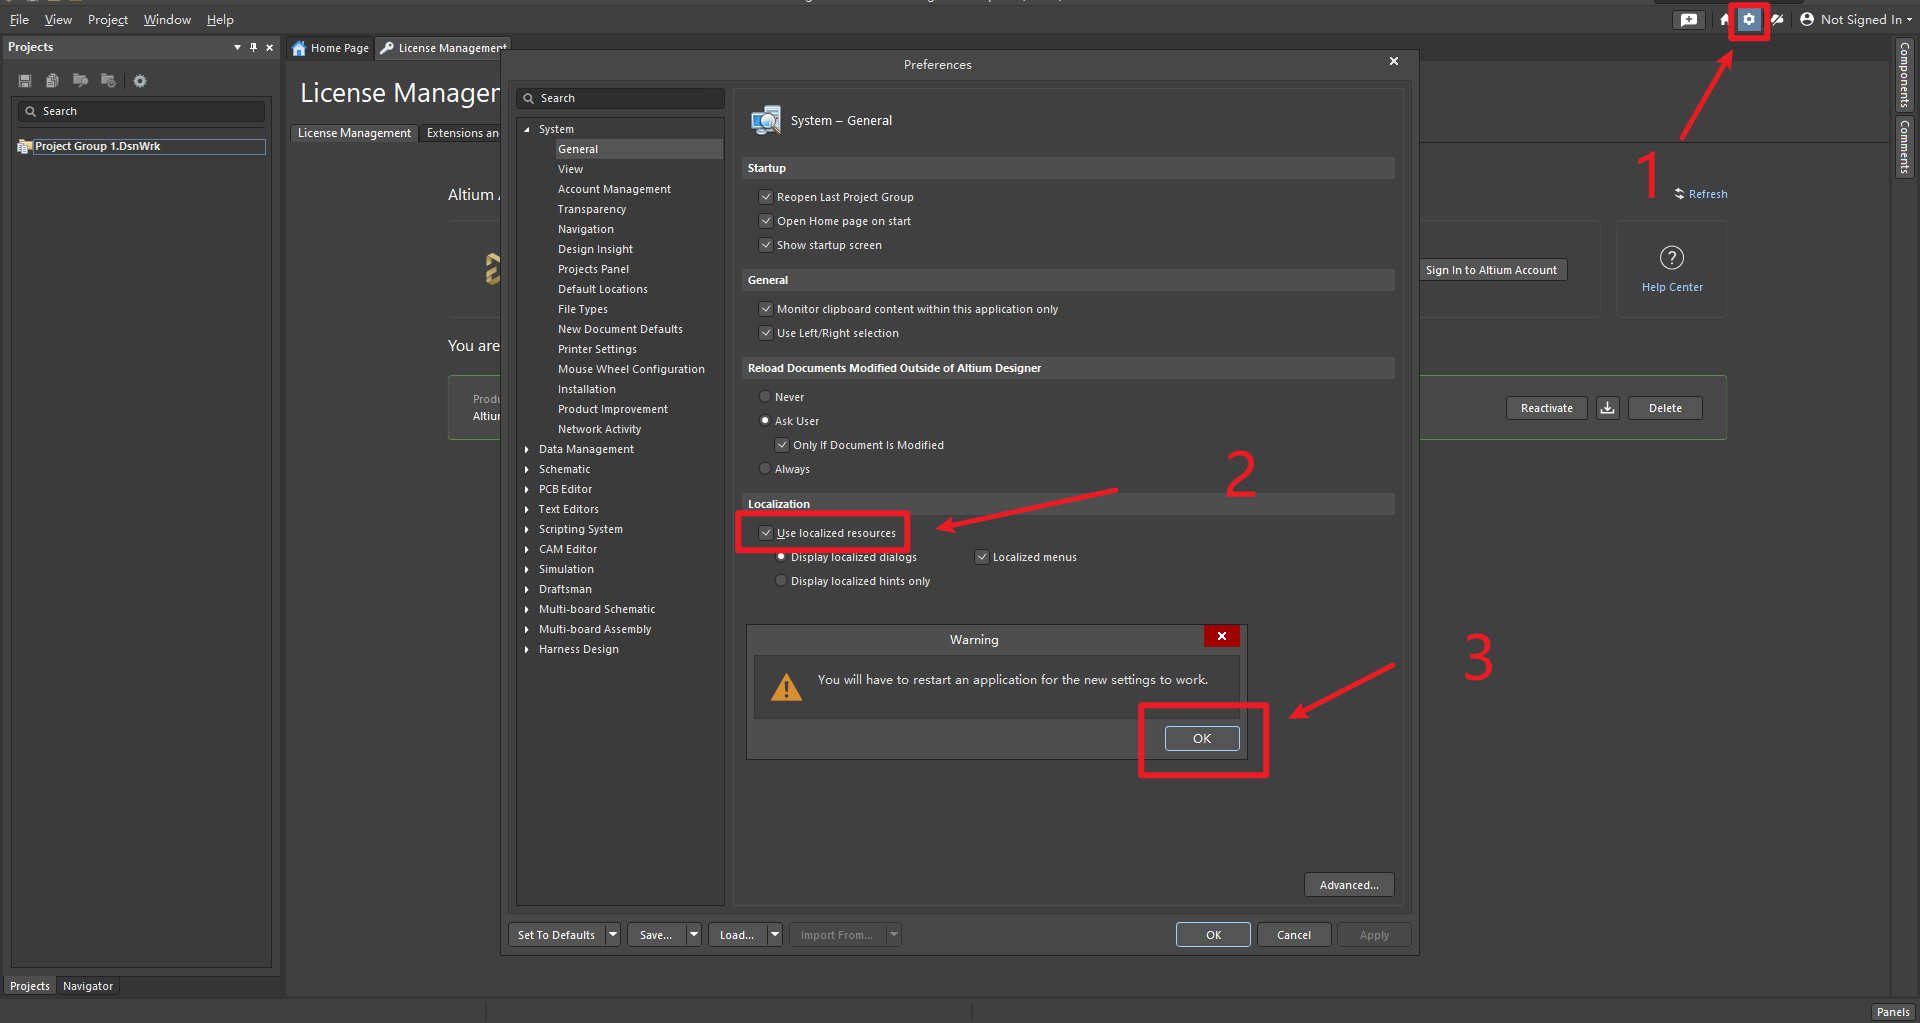 File View Project Window Help
Not Signed In
Projects
Home Page
License Management
Preferences
Search
License Manager
License Management
Extensions an
Project Group 1.DsnWrk
Search
System
General
View
Account Management
Transparency
Navigation
Design Insight
Projects Panel
Default Locations
File Types
New Document Defaults
Printer Settings
Mouse Wheel Configuration
Installation
Product Improvement
Network Activity
Data Management
Schematic
PCB Editor
Text Editors
Scripting System
CAM Editor
Simulation
Draftsman
Multi-board Schematic
Multi-board Assembly
Harness Design
System – General
Startup
Reopen Last Project Group
Open Home page on start
Show startup screen
General
Monitor clipboard content within this application only
Use Left/Right selection
Reload Documents Modified Outside of Altium Designer
Never
Ask User
Only If Document Is Modified
Always
Localization
Use localized resources
Display localized dialogs
Localized menus
Display localized hints only
Warning
You will have to restart an application for the new settings to work.
OK
Advanced...
Set To Defaults
Save...
Load...
Import From...
OK
Cancel
Apply
Altium
You are
Produ
Altiur
1
2
3
Refresh
Sign In to Altium Account
Help Center
Reactivate
Delete
Components
Comments
Projects
Navigator
Panels